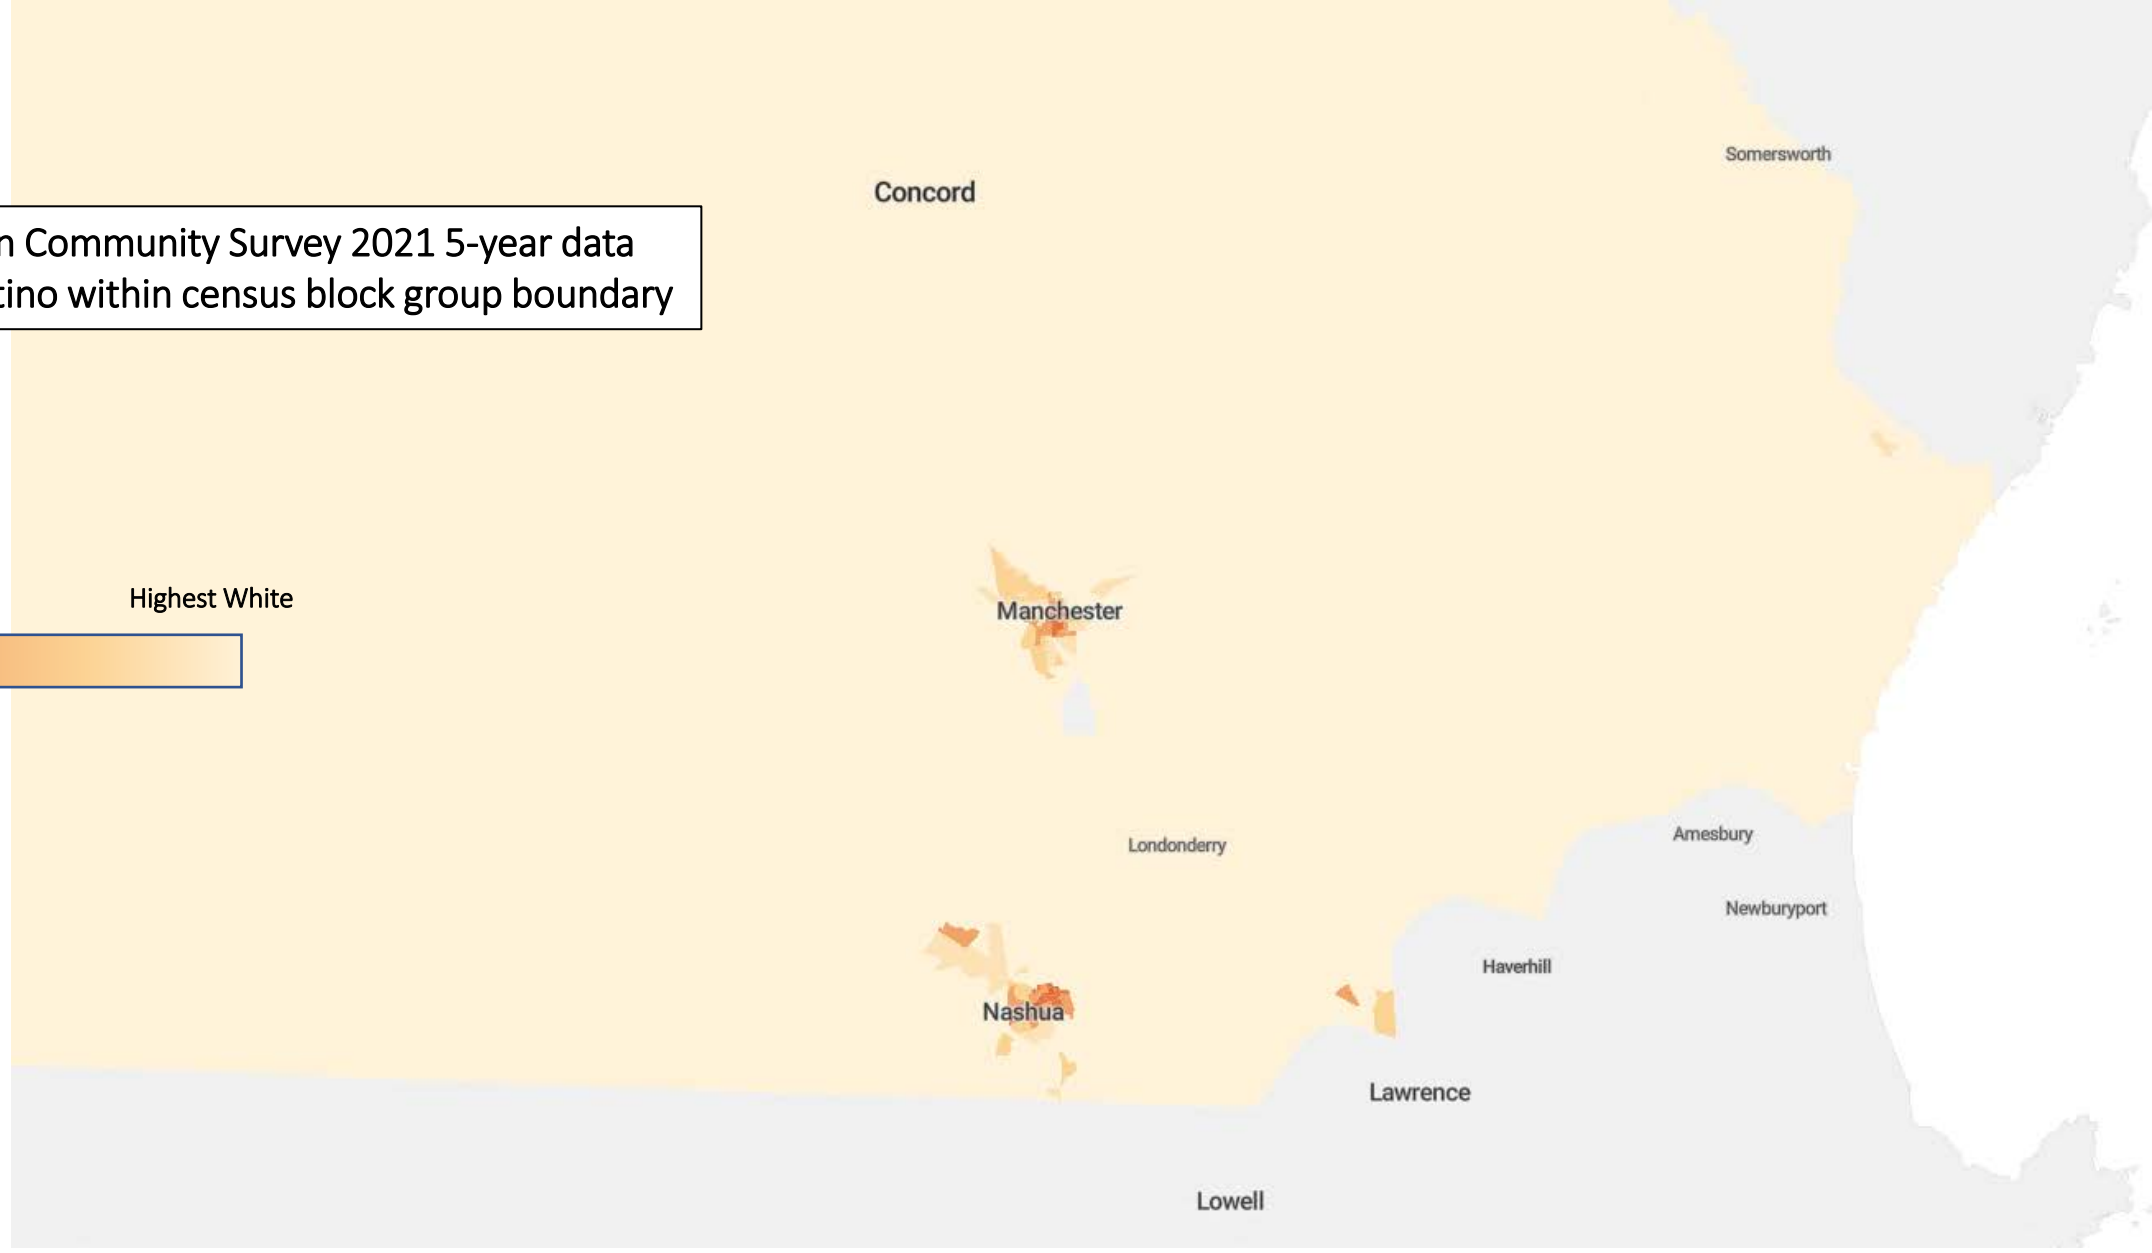 Somersworth
Concord
n Community Survey 2021 5-year data
tino within census block group boundary
Highest White
Manchester
Londonderry
Amesbury
Newburyport
Haverhill
Nashua
Lawrence
Lowell